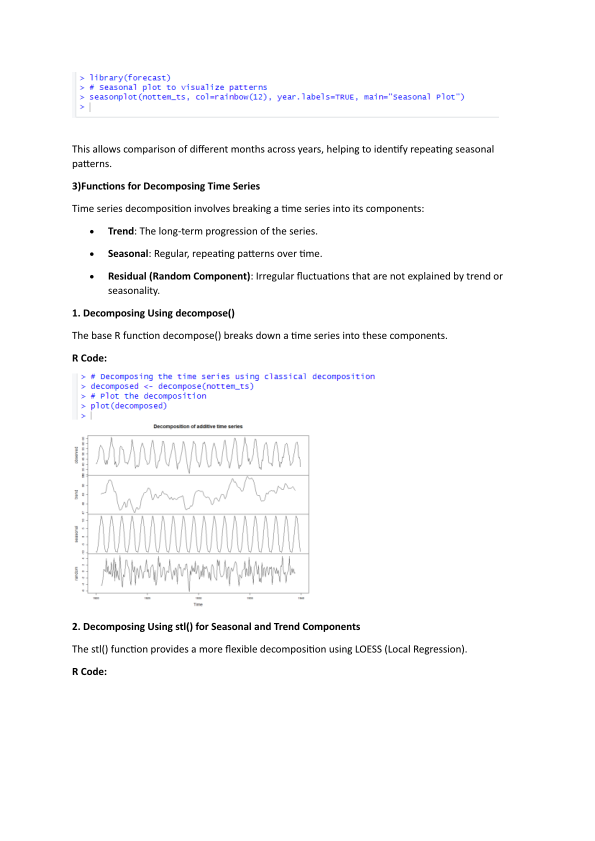 > library(forecast)
> # Seasonal plot to visualize patterns
> seasonplot(nottem_ts, col=rainbow(12), year.labels=TRUE, main="Seasonal Plot")
>
This allows comparison of different months across years, helping to identify repeating seasonal
patterns.
3)Functions for Decomposing Time Series
Time series decomposition involves breaking a time series into its components:
• Trend: The long-term progression of the series.
• Seasonal: Regular, repeating patterns over time.
• Residual (Random Component): Irregular fluctuations that are not explained by trend or
seasonality.
1. Decomposing Using decompose()
The base R function decompose() breaks down a time series into these components.
R Code:
> # Decomposing the time series using classical decomposition
> decomposed <- decompose(nottem_ts)
> # Plot the decomposition
> plot(decomposed)
>
Decomposition of additive time series
observed
trend
seasonal
random
Time
2. Decomposing Using stl() for Seasonal and Trend Components
The stl() function provides a more flexible decomposition using LOESS (Local Regression).
R Code: